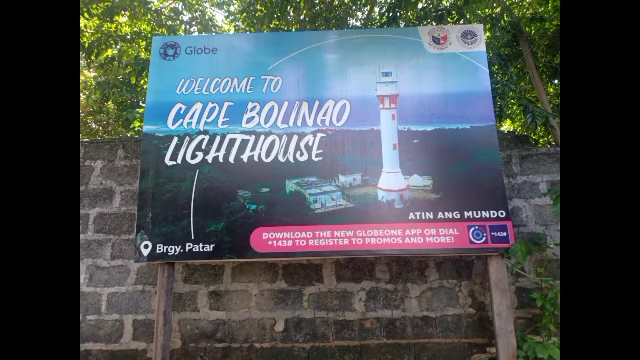 Globe
WELCOME TO
CAPE BOLINAO
LIGHTHOUSE
ATIN ANG MUNDO
Brgy. Patar
DOWNLOAD THE NEW GLOBEONE APP OR DIAL
*143# TO REGISTER TO PROMOS AND MORE!
*143#